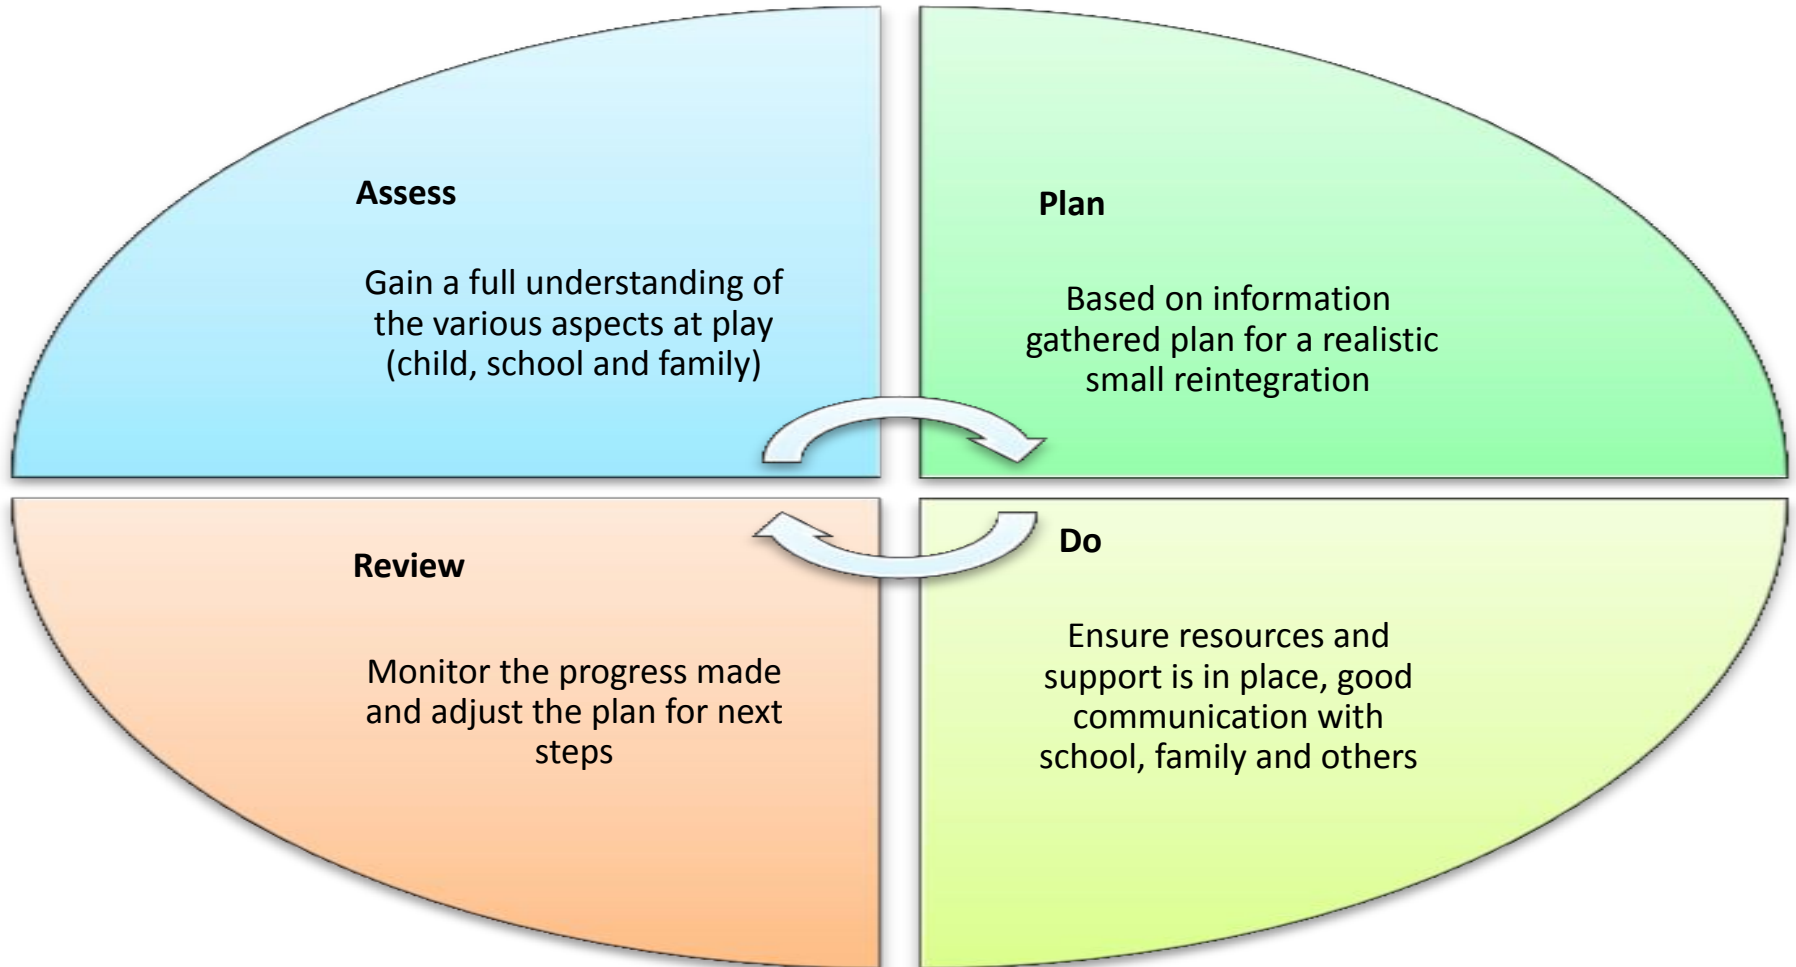 Assess
Gain a full understanding of
the various aspects at play
(child, school and family)
Plan
Based on information
gathered plan for a realistic
small reintegration
Do
Ensure resources and
support is in place, good
communication with
school, family and others
Review
Monitor the progress made
and adjust the plan for next
steps